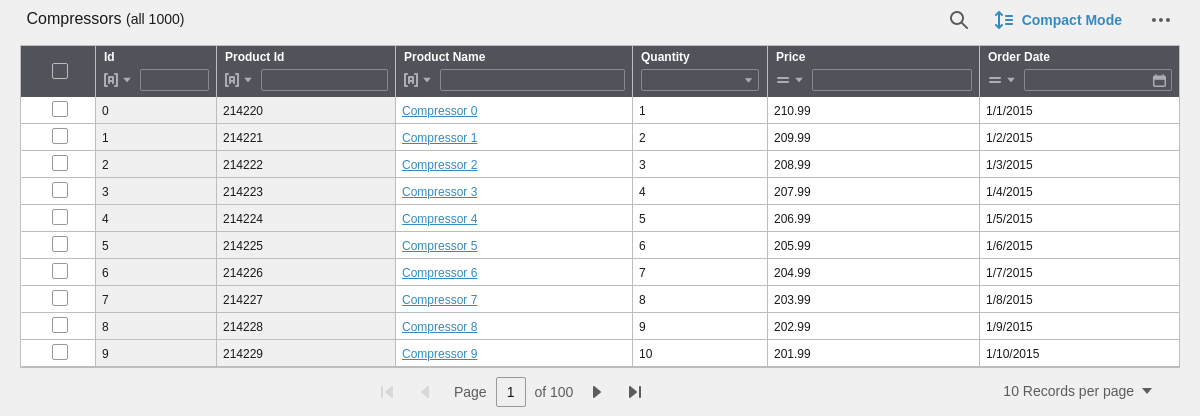 Compressors (all 1000)
Compact Mode
Id Product Id Product Name Quantity Price Order Date
0 214220 Compressor 0 1 210.99 1/1/2015
1 214221 Compressor 1 2 209.99 1/2/2015
2 214222 Compressor 2 3 208.99 1/3/2015
3 214223 Compressor 3 4 207.99 1/4/2015
4 214224 Compressor 4 5 206.99 1/5/2015
5 214225 Compressor 5 6 205.99 1/6/2015
6 214226 Compressor 6 7 204.99 1/7/2015
7 214227 Compressor 7 8 203.99 1/8/2015
8 214228 Compressor 8 9 202.99 1/9/2015
9 214229 Compressor 9 10 201.99 1/10/2015
Page 1 of 100
10 Records per page